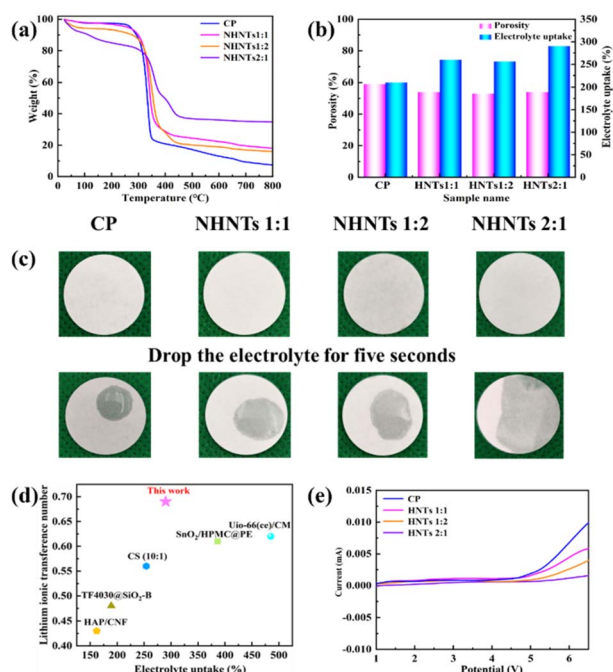 (a)
CP
NHNTs1:1
NHNTs1:2
NHNTs2:1
Weight (%)
100
80
60
40
20
0
0 100 200 300 400 500 600 700 800
Temperature (°C)
(b)
Porosity
Electrolyte uptake
Porosity (%)
100
80
60
40
20
0
Electrolyte uptake (%)
350
300
250
200
150
100
50
0
CP HNTs1:1 HNTs1:2 HNTs2:1
Sample name
CP NHNTs 1:1 NHNTs 1:2 NHNTs 2:1
(c)
Drop the electrolyte for five seconds
(d)
Lithium ionic transference number
0.70
0.65
0.60
0.55
0.50
0.45
0.40
This work
Uio-66(ce)/CM
SnO2/HPMC@PE
CS (10:1)
TF4030@SiO2-B
HAP/CNF
150 200 250 300 350 400 450 500
Electrolyte uptake (%)
(e)
CP
HNTs 1:1
HNTs 1:2
HNTs 2:1
Current (mA)
0.015
0.010
0.005
0.000
-0.005
-0.010
1 2 3 4 5 6
Potential (V)